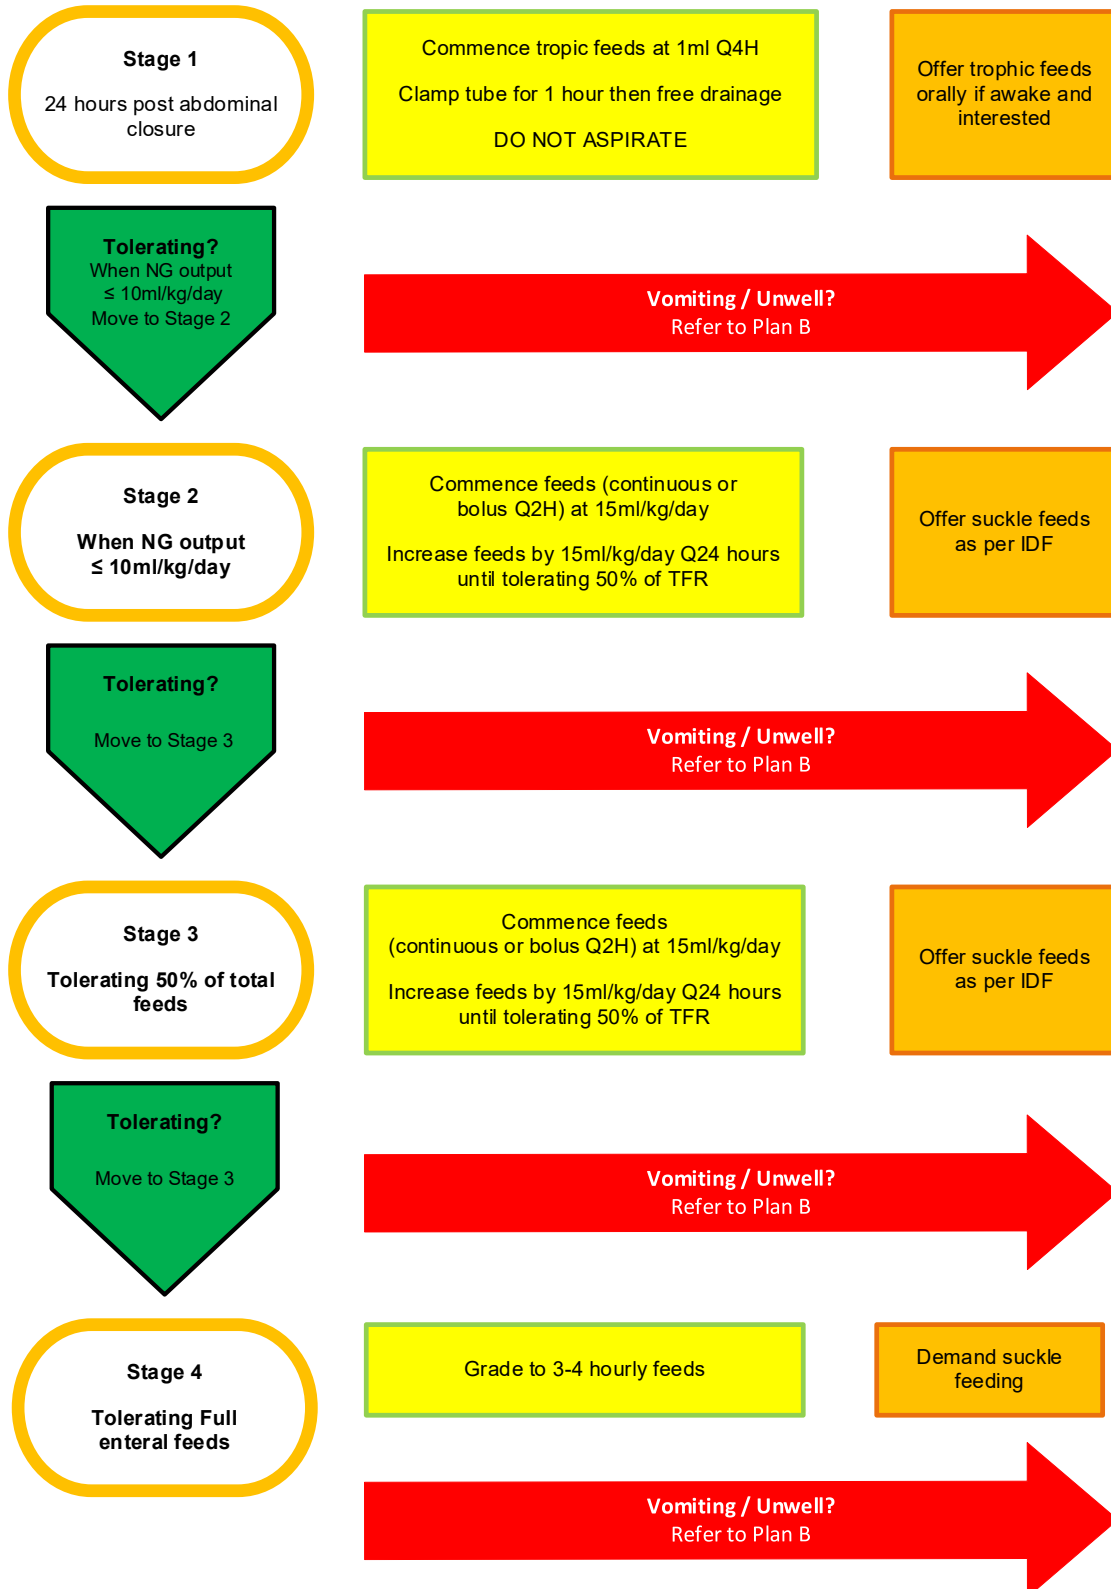 Stage 1
24 hours post abdominal
closure
Commence tropic feeds at 1ml Q4H
Clamp tube for 1 hour then free drainage
DO NOT ASPIRATE
Offer trophic feeds
orally if awake and
interested
Tolerating?
When NG output
≤ 10ml/kg/day
Move to Stage 2
Vomiting / Unwell?
Refer to Plan B
Stage 2
When NG output
≤ 10ml/kg/day
Commence feeds (continuous or
bolus Q2H) at 15ml/kg/day
Increase feeds by 15ml/kg/day Q24 hours
until tolerating 50% of TFR
Offer suckle feeds
as per IDF
Tolerating?
Move to Stage 3
Vomiting / Unwell?
Refer to Plan B
Stage 3
Tolerating 50% of total
feeds
Commence feeds
(continuous or bolus Q2H) at 15ml/kg/day
Increase feeds by 15ml/kg/day Q24 hours
until tolerating 50% of TFR
Offer suckle feeds
as per IDF
Tolerating?
Move to Stage 3
Vomiting / Unwell?
Refer to Plan B
Stage 4
Tolerating Full
enteral feeds
Grade to 3-4 hourly feeds
Demand suckle
feeding
Vomiting / Unwell?
Refer to Plan B